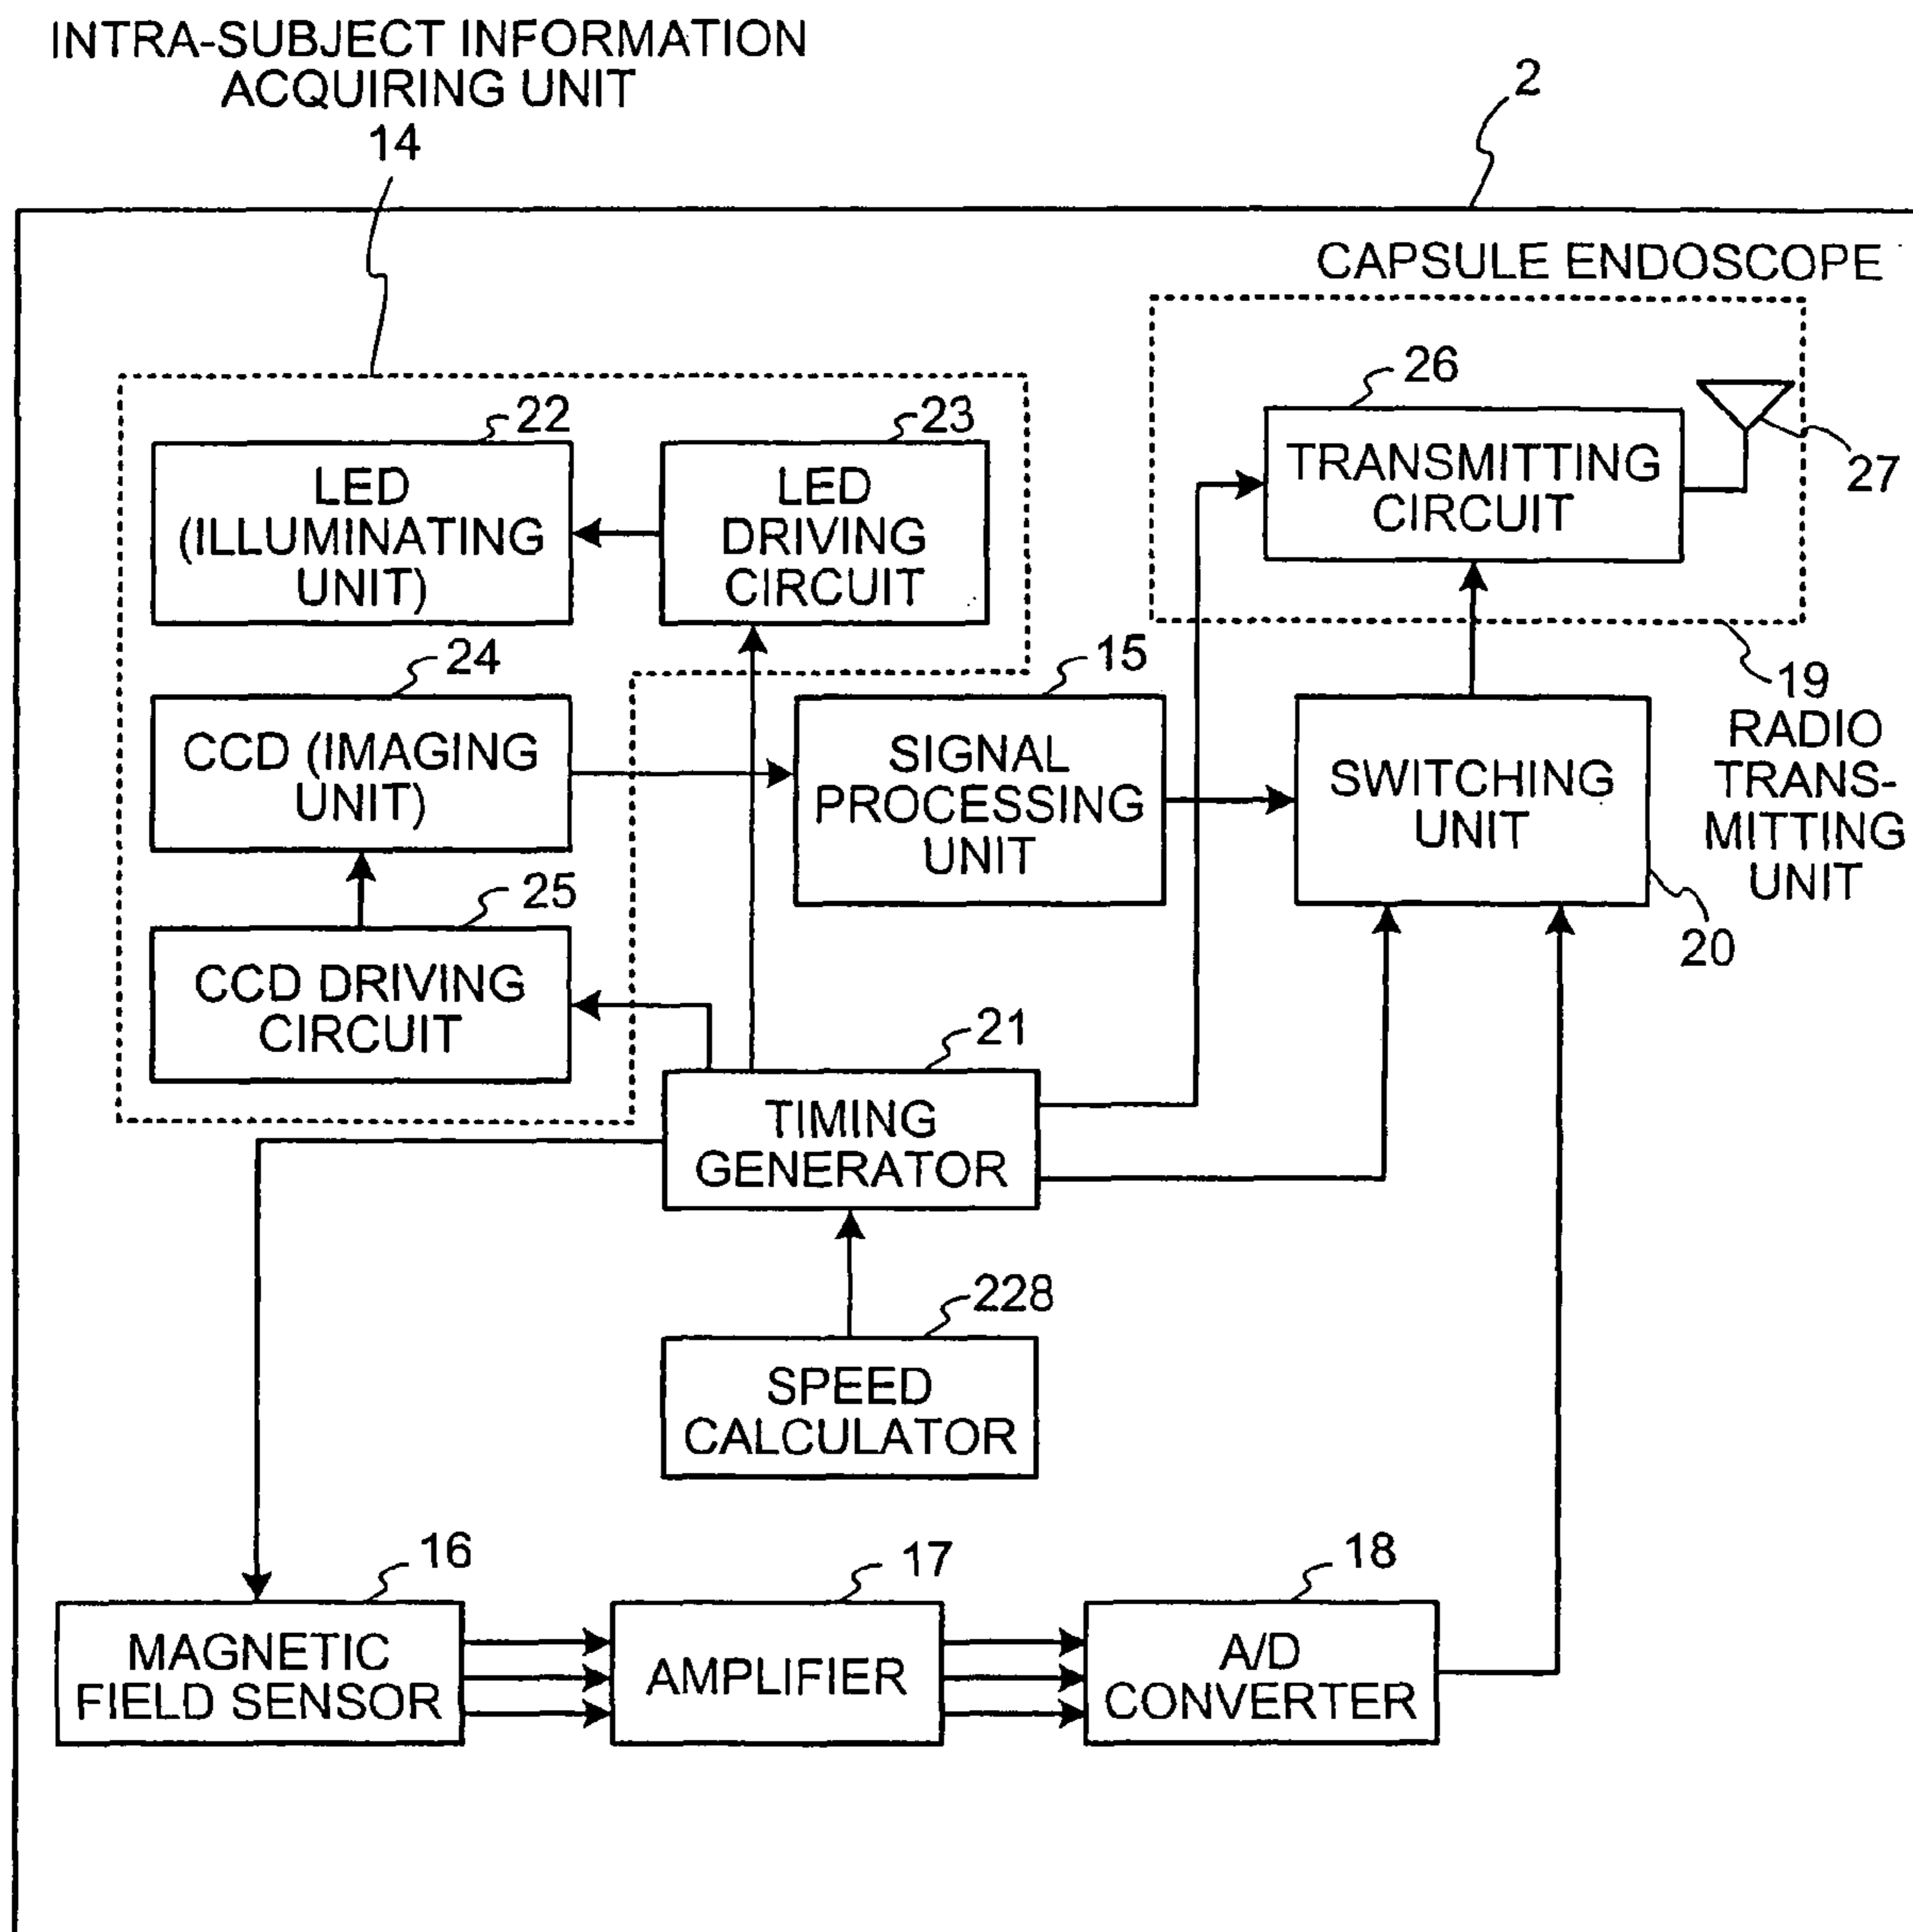 INTRA-SUBJECT INFORMATION
ACQUIRING UNIT
14
2
CAPSULE ENDOSCOPE
22
LED
(ILLUMINATING
UNIT)
23
LED
DRIVING
CIRCUIT
26
TRANSMITTING
CIRCUIT
27
24
CCD (IMAGING
UNIT)
15
SIGNAL
PROCESSING
UNIT
SWITCHING
UNIT
20
19
RADIO
TRANS-
MITTING
UNIT
25
CCD DRIVING
CIRCUIT
21
TIMING
GENERATOR
228
SPEED
CALCULATOR
16
MAGNETIC
FIELD SENSOR
17
AMPLIFIER
18
A/D
CONVERTER